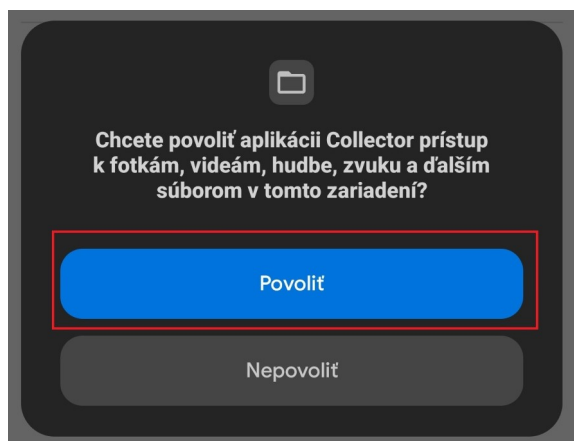 Chcete povoliť aplikácii Collector prístup
k fotkám, videám, hudbe, zvuku a ďalším
súborom v tomto zariadení?
Povoliť
Nepovoliť